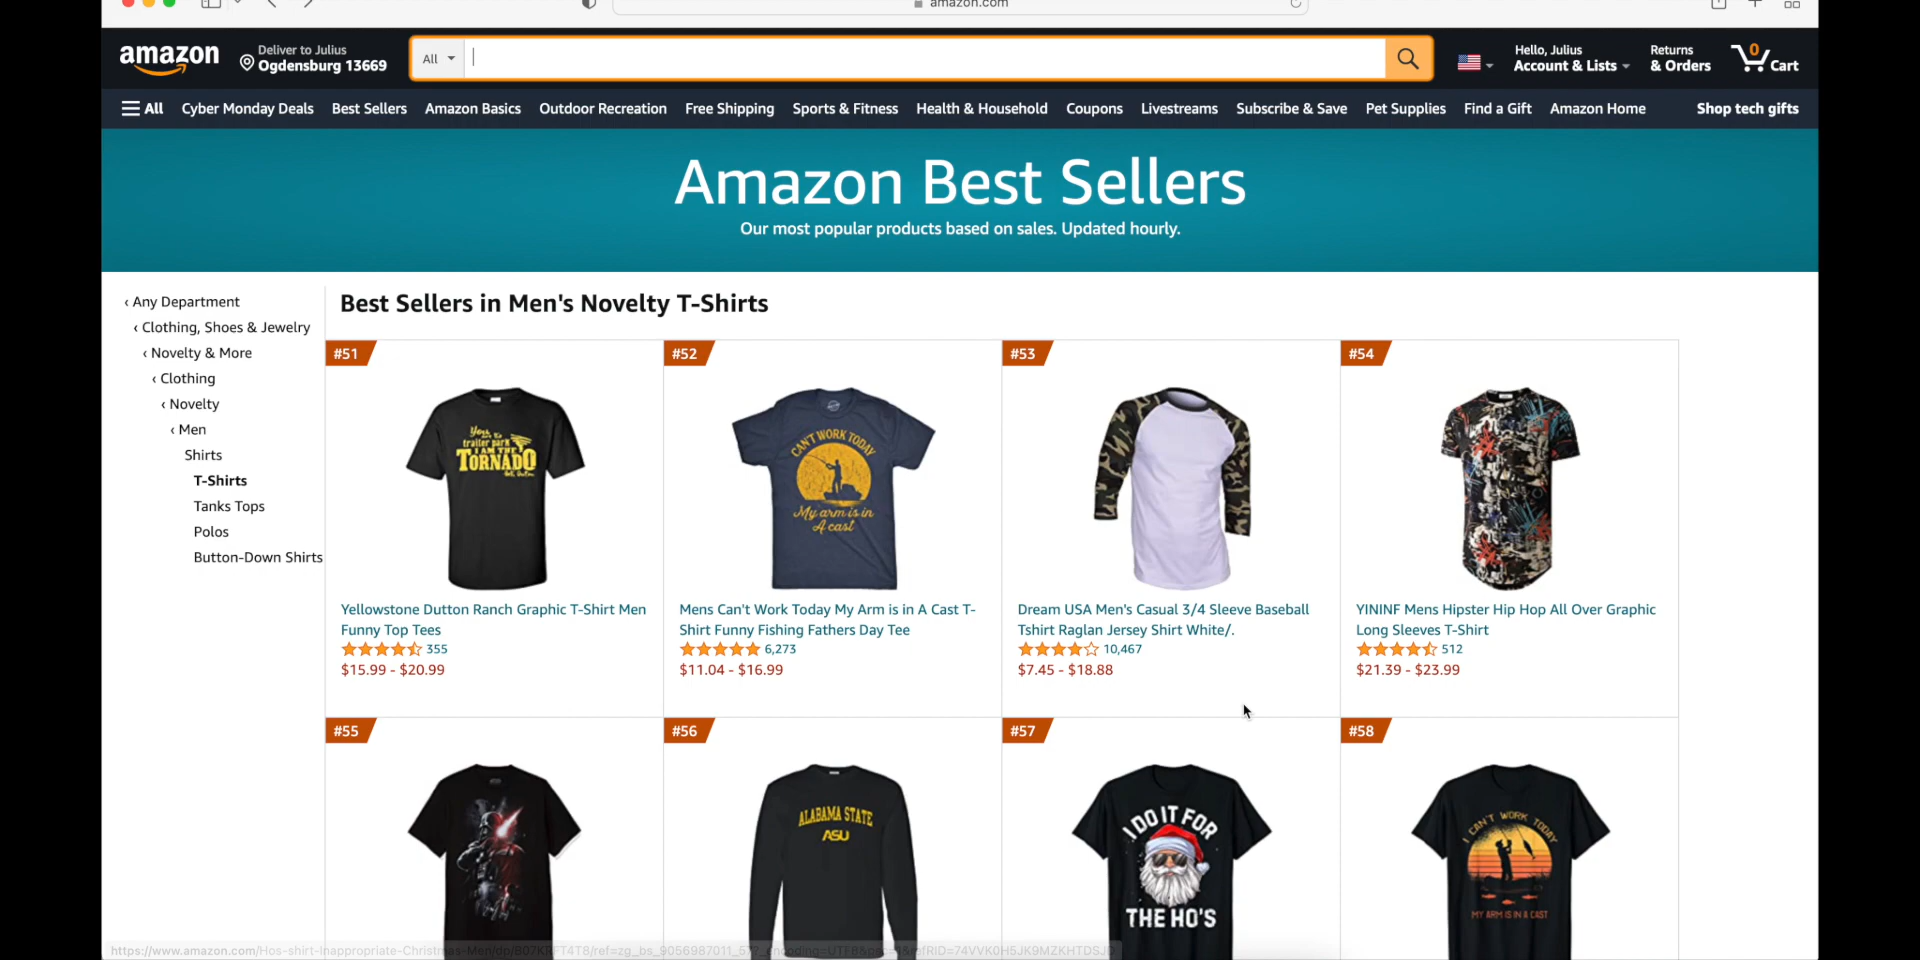 amazon.com
amazon
Deliver to Julius
Ogdensburg 13669
All
Hello, Julius
Account & Lists
Returns
& Orders
0
Cart
All
Cyber Monday Deals
Best Sellers
Amazon Basics
Outdoor Recreation
Free Shipping
Sports & Fitness
Health & Household
Coupons
Livestreams
Subscribe & Save
Pet Supplies
Find a Gift
Amazon Home
Shop tech gifts
Amazon Best Sellers
Our most popular products based on sales. Updated hourly.
‹ Any Department
‹ Clothing, Shoes & Jewelry
‹ Novelty & More
‹ Clothing
‹ Novelty
‹ Men
Shirts
T-Shirts
Tanks Tops
Polos
Button-Down Shirts
Best Sellers in Men's Novelty T-Shirts
#51
trailer park
I AM THE
TORNADO
Yellowstone Dutton Ranch Graphic T-Shirt Men
Funny Top Tees
355
$15.99 - $20.99
#52
CAN'T WORK TODAY
My arm is in
A cast
Mens Can't Work Today My Arm is in A Cast T-
Shirt Funny Fishing Fathers Day Tee
6,273
$11.04 - $16.99
#53
Dream USA Men's Casual 3/4 Sleeve Baseball
Tshirt Raglan Jersey Shirt White/.
10,467
$7.45 - $18.88
#54
YININF Mens Hipster Hip Hop All Over Graphic
Long Sleeves T-Shirt
512
$21.39 - $23.99
#55
#56
ALABAMA STATE
ASU
#57
I DO IT FOR
THE HO'S
#58
I CAN'T WORK TODAY
MY ARM IS IN A CAST